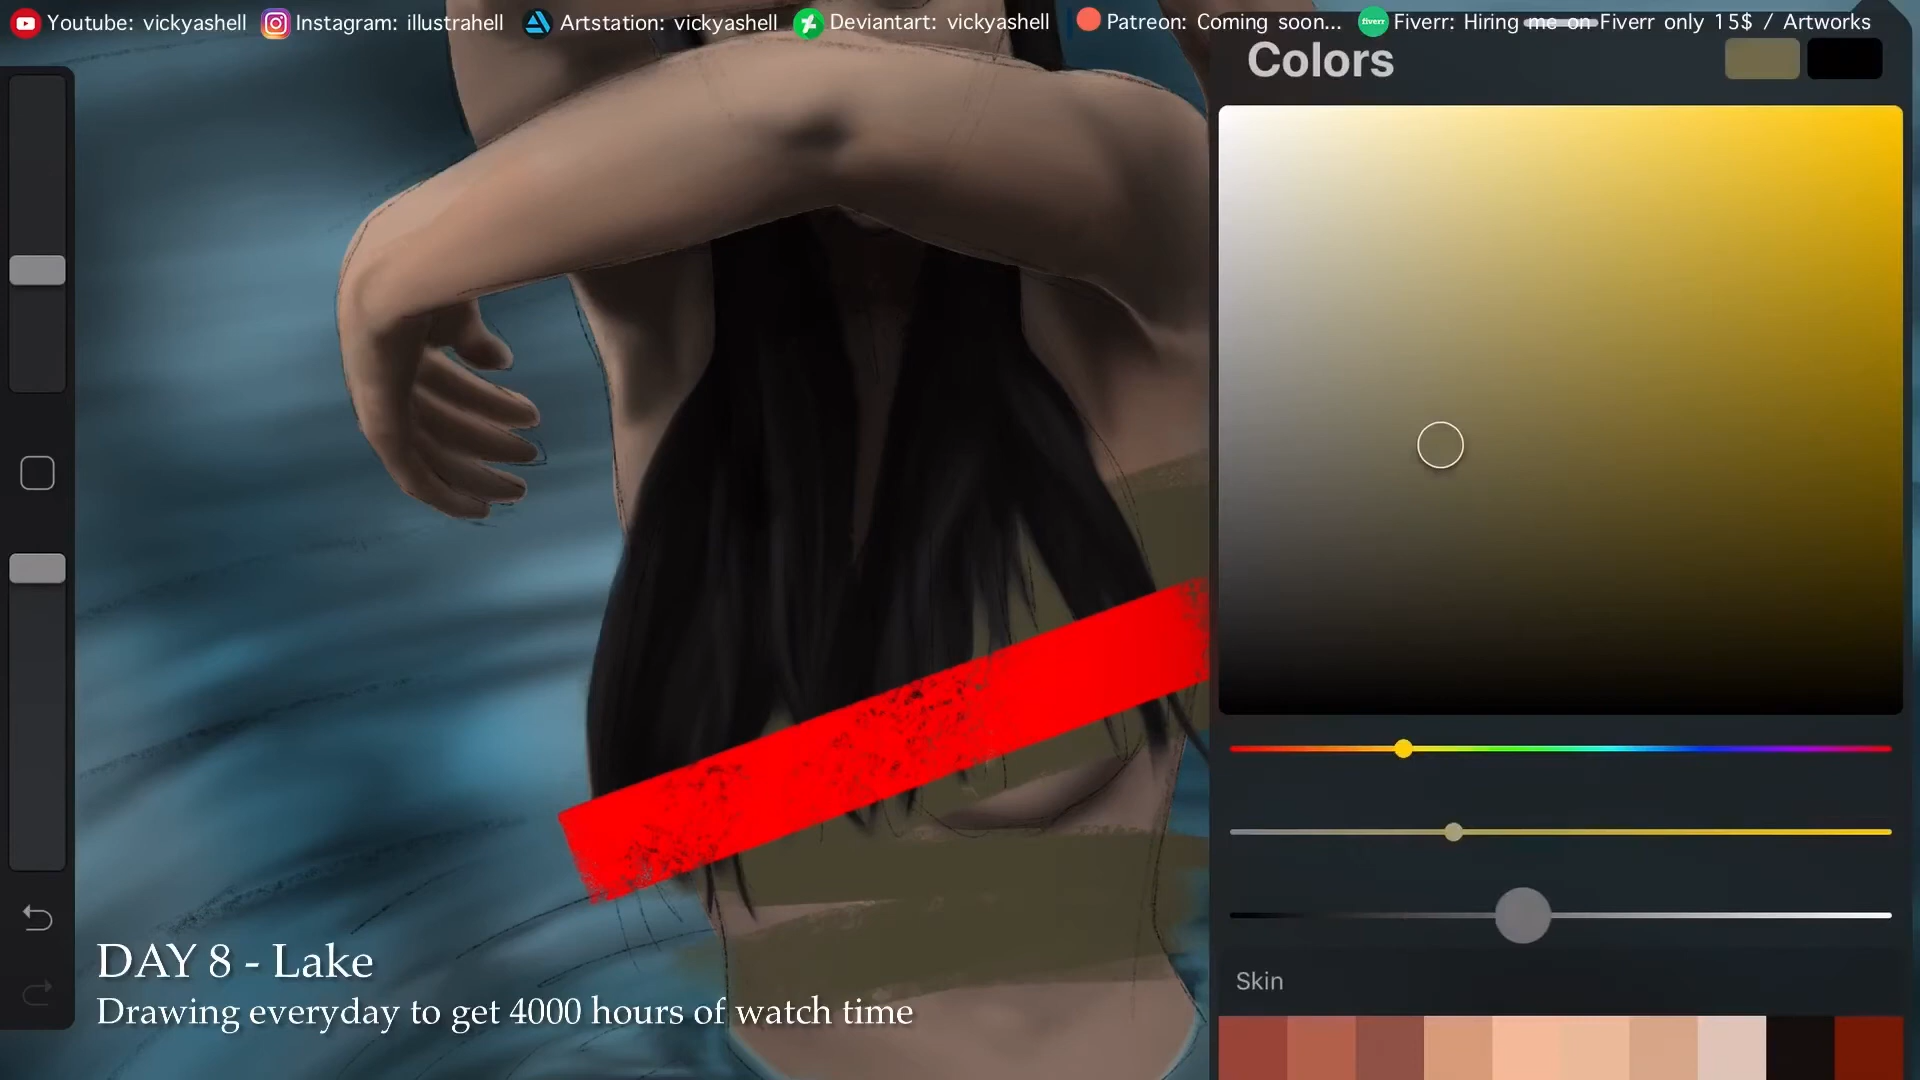 Youtube: vickyashell Instagram: illustrahell Artstation: vickyashell Deviantart: vickyashell Patreon: Coming soon... fiverr Fiverr: Hiring me on Fiverr only 15$ / Artworks
Colors
Skin
DAY 8 - Lake
Drawing everyday to get 4000 hours of watch time